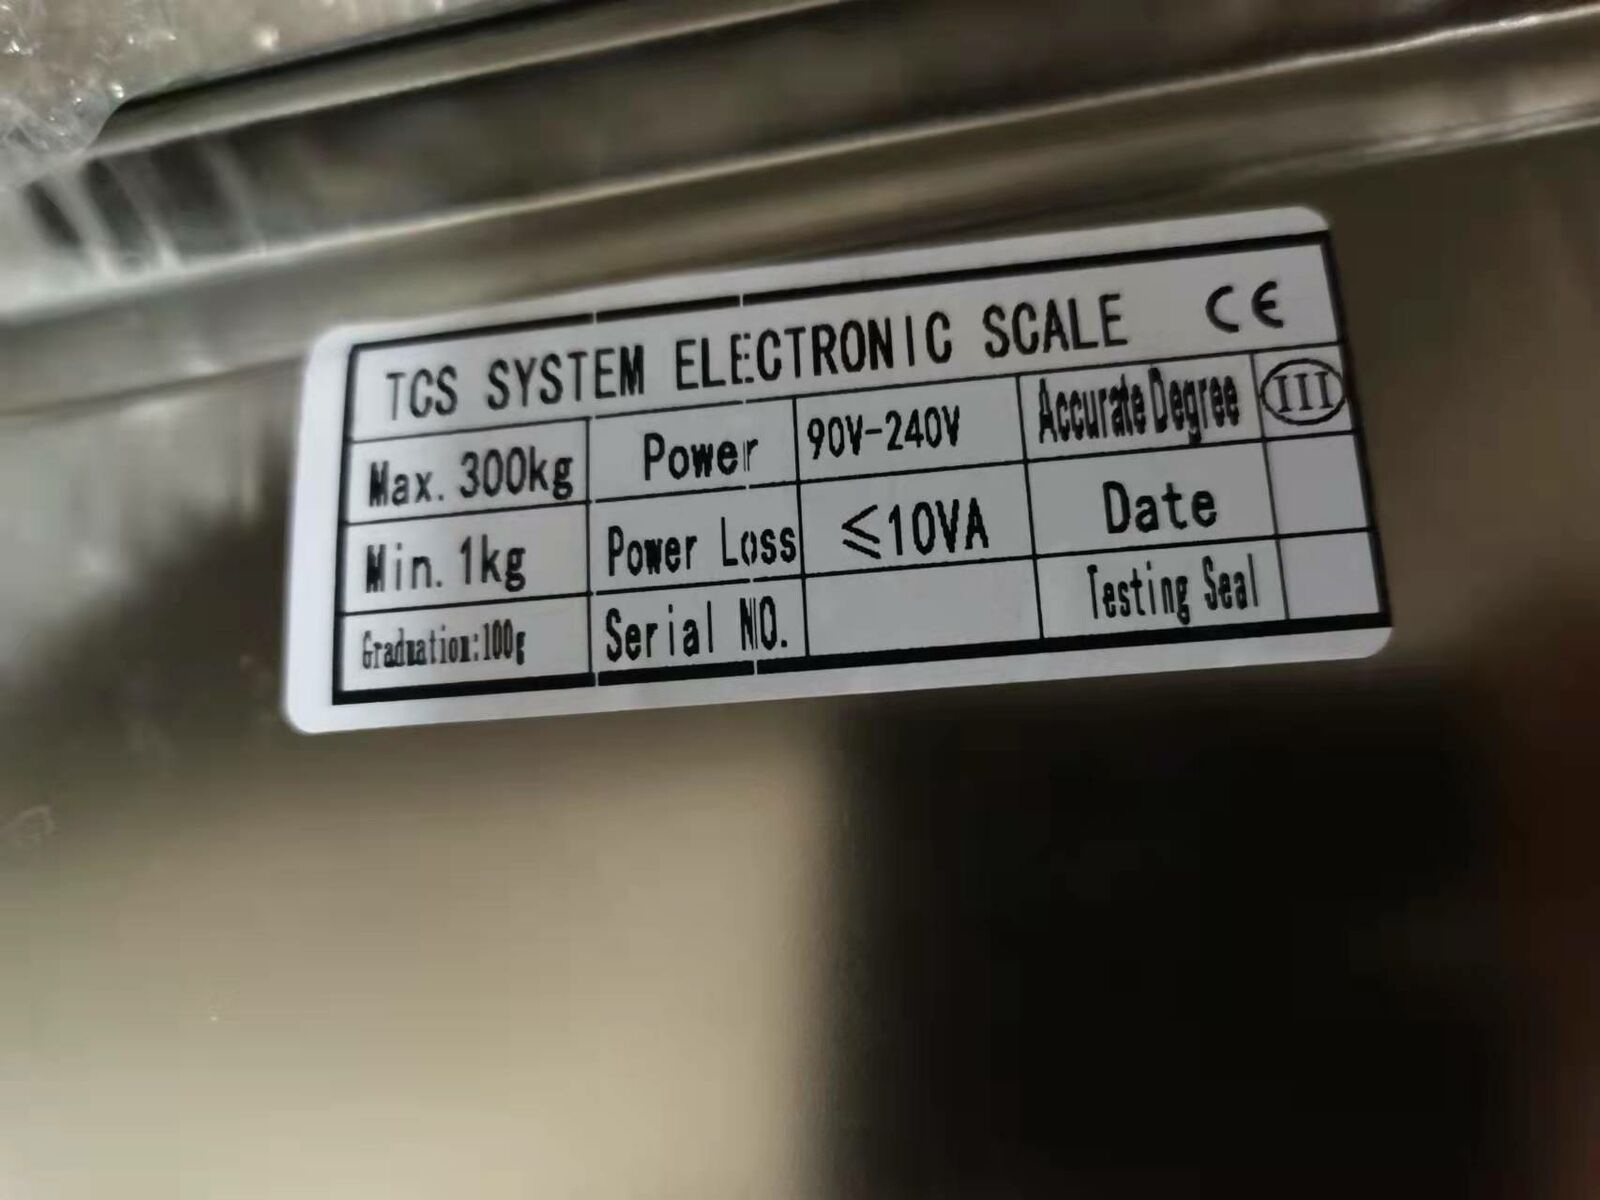 TCS SYSTEM ELECTRONIC SCALE CE
Max. 300kg Power 90V-240V Accurate Degree III
Min. 1kg Power Loss ≤10VA Date
Graduation:100g Serial NO. Testing Seal